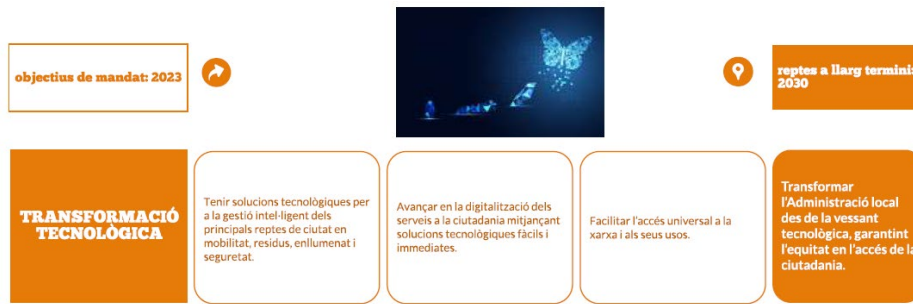 objectius de mandat: 2023
reptes a llarg termini:
2030
TRANSFORMACIÓ
TECNOLÒGICA
Tenir solucions tecnològiques per
a la gestió intel·ligent dels
principals reptes de ciutat en
mobilitat, residus, enllumenat i
seguretat.
Avançar en la digitalització dels
serveis a la ciutadania mitjançant
solucions tecnològiques fàcils i
immediates.
Facilitar l'accés universal a la
xarxa i als seus usos.
Transformar
l'Administració local
des de la vessant
tecnològica, garantint
l'equitat en l'accés de la
ciutadania.